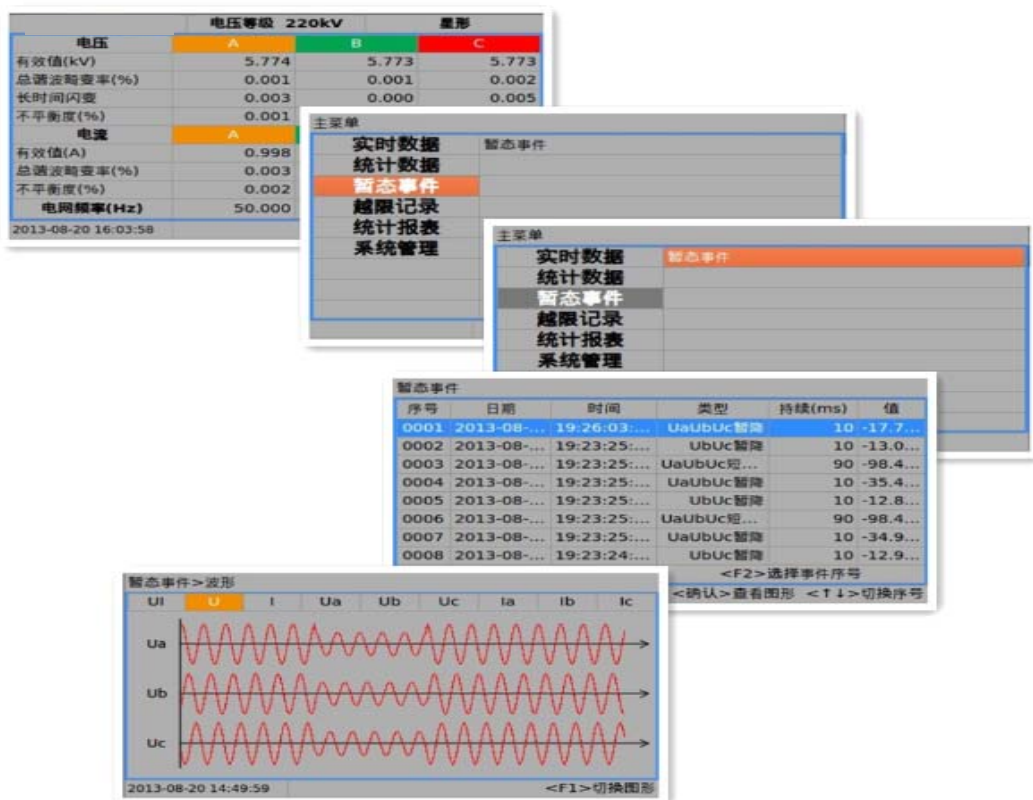 电压等级 220kV 星形
电压 A B C
有效值(kV) 5.774 5.773 5.773
总谐波畸变率(%) 0.001 0.001 0.002
长时间闪变 0.003 0.000 0.005
不平衡度(%) 0.001
电流 A
有效值(A) 0.998
总谐波畸变率(%) 0.003
不平衡度(%) 0.002
电网频率(Hz) 50.000
2013-08-20 16:03:58
主菜单
实时数据 暂态事件
统计数据
暂态事件
越限记录
统计报表
系统管理
主菜单
实时数据 暂态事件
统计数据
暂态事件
越限记录
统计报表
系统管理
暂态事件
序号 日期 时间 类型 持续(ms) 值
0001 2013-08-... 19:26:03:... UaUbUc暂降 10 -17.7...
0002 2013-08-... 19:23:25:... UbUc暂降 10 -13.0...
0003 2013-08-... 19:23:25:... UaUbUc短... 90 -98.4...
0004 2013-08-... 19:23:25:... UaUbUc暂降 10 -35.4...
0005 2013-08-... 19:23:25:... UbUc暂降 10 -12.8...
0006 2013-08-... 19:23:25:... UaUbUc短... 90 -98.4...
0007 2013-08-... 19:23:25:... UaUbUc暂降 10 -34.9...
0008 2013-08-... 19:23:24:... UbUc暂降 10 -12.9...
<F2>选择事件序号
<确认>查看图形 <↑↓>切换序号
暂态事件>波形
UI U I Ua Ub Uc Ia Ib Ic
Ua
Ub
Uc
2013-08-20 14:49:59 <F1>切换图形